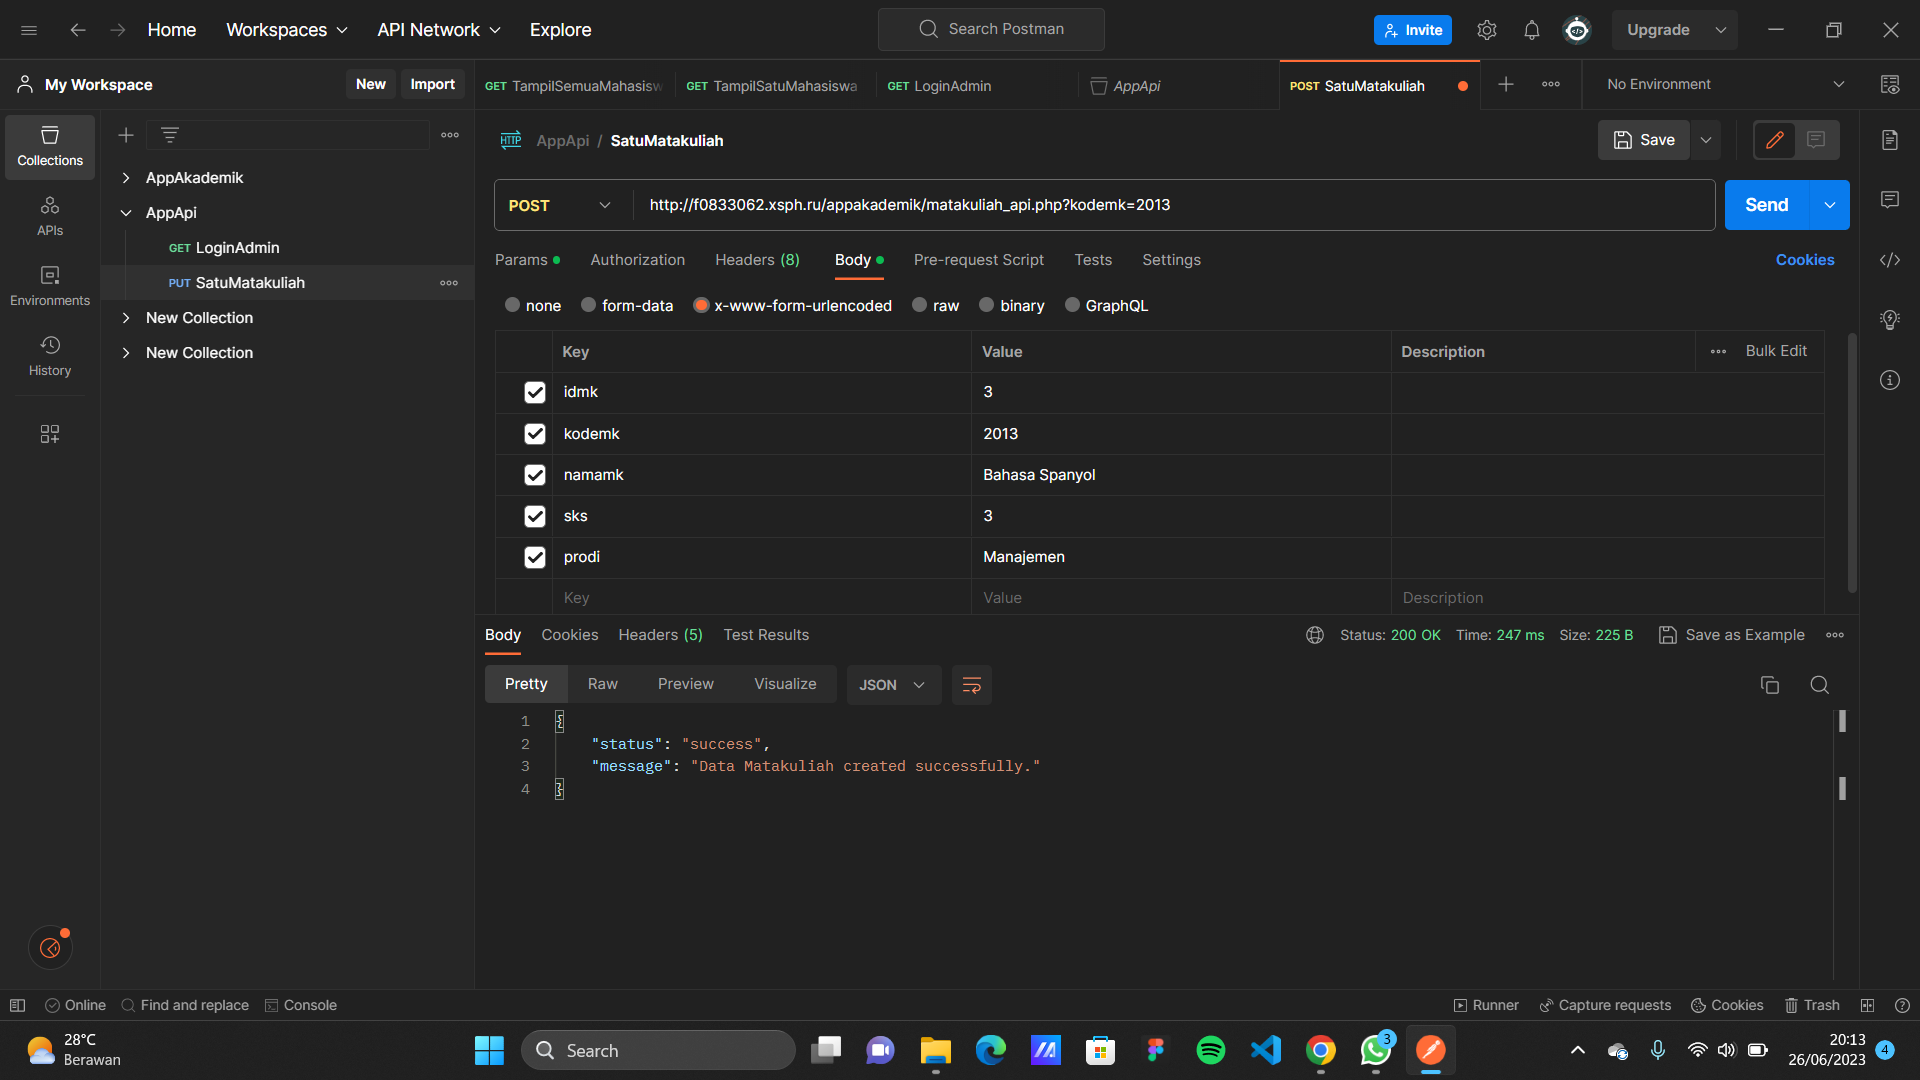 Home
Workspaces
API Network
Explore
Search Postman
Invite
Upgrade
My Workspace
New
Import
GET TampilSemuaMahasisw
GET TampilSatuMahasiswa
GET LoginAdmin
AppApi
POST SatuMatakuliah
No Environment
Collections
APIs
Environments
History
AppAkademik
AppApi
GET LoginAdmin
PUT SatuMatakuliah
New Collection
New Collection
HTTP AppApi / SatuMatakuliah
Save
POST
http://f0833062.xsph.ru/appakademik/matakuliah_api.php?kodemk=2013
Send
Params
Authorization
Headers (8)
Body
Pre-request Script
Tests
Settings
Cookies
none
form-data
x-www-form-urlencoded
raw
binary
GraphQL
Key Value Description Bulk Edit
idmk 3
kodemk 2013
namamk Bahasa Spanyol
sks 3
prodi Manajemen
Key Value Description
Body
Cookies
Headers (5)
Test Results
Status: 200 OK Time: 247 ms Size: 225 B
Save as Example
Pretty
Raw
Preview
Visualize
JSON
1 {
2 "status": "success",
3 "message": "Data Matakuliah created successfully."
4 }
Online
Find and replace
Console
Runner
Capture requests
Cookies
Trash
28°C
Berawan
Search
3
20:13
26/06/2023
4